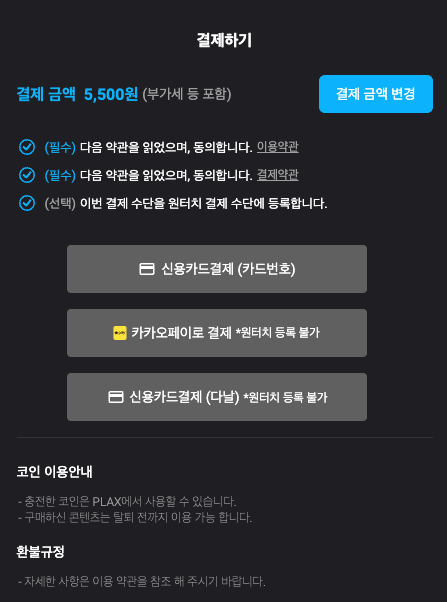 결제하기
결제 금액 5,500원 (부가세 등 포함)
결제 금액 변경
(필수) 다음 약관을 읽었으며, 동의합니다. 이용약관
(필수) 다음 약관을 읽었으며, 동의합니다. 결제약관
(선택) 이번 결제 수단을 원터치 결제 수단에 등록합니다.
신용카드결제 (카드번호)
카카오페이로 결제 *원터치 등록 불가
신용카드결제 (다날) *원터치 등록 불가
코인 이용안내
- 충전한 코인은 PLAX에서 사용할 수 있습니다.
- 구매하신 콘텐츠는 탈퇴 전까지 이용 가능 합니다.
환불규정
- 자세한 사항은 이용 약관을 참조 해 주시기 바랍니다.